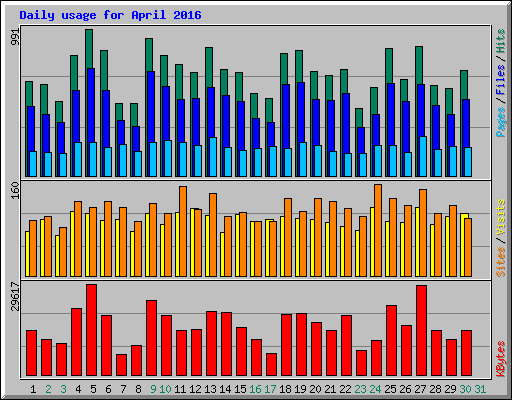 Daily usage for April 2016
991
Pages / Files / Hits
160
Sites / Visits
29617
KBytes
1 2 3 4 5 6 7 8 9 10 11 12 13 14 15 16 17 18 19 20 21 22 23 24 25 26 27 28 29 30 31